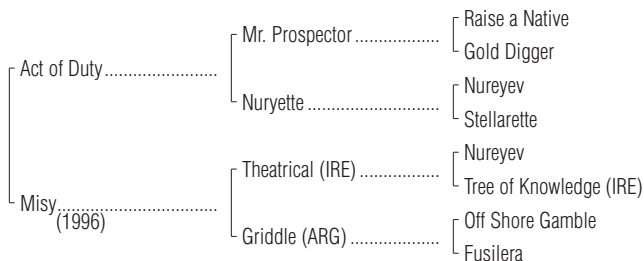 Raise a Native
Mr. Prospector ..................
Gold Digger
Act of Duty........................
Nureyev
Nuryette ............................
Stellarette
Nureyev
Theatrical (IRE) .................
Tree of Knowledge (IRE)
Misy................................
(1996)
Off Shore Gamble
Griddle (ARG) ...................
Fusilera